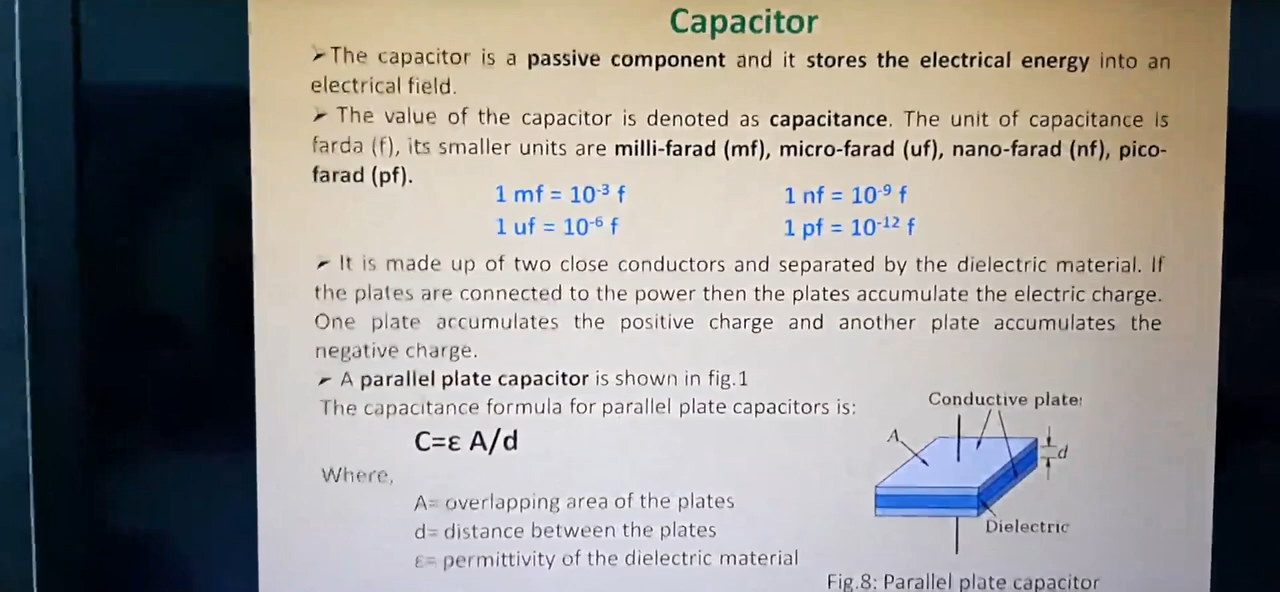 Capacitor
➢The capacitor is a passive component and it stores the electrical energy into an
electrical field.
➢ The value of the capacitor is denoted as capacitance. The unit of capacitance is
farda (f), its smaller units are milli-farad (mf), micro-farad (uf), nano-farad (nf), pico-
farad (pf).
1 mf = 10⁻³ f 1 nf = 10⁻⁹ f
1 uf = 10⁻⁶ f 1 pf = 10⁻¹² f
➢ It is made up of two close conductors and separated by the dielectric material. If
the plates are connected to the power then the plates accumulate the electric charge.
One plate accumulates the positive charge and another plate accumulates the
negative charge.
➢ A parallel plate capacitor is shown in fig.1
The capacitance formula for parallel plate capacitors is:
C=ε A/d
Where,
A= overlapping area of the plates
d= distance between the plates
ε= permittivity of the dielectric material
Conductive plates
A
d
Dielectric
Fig.8: Parallel plate capacitor